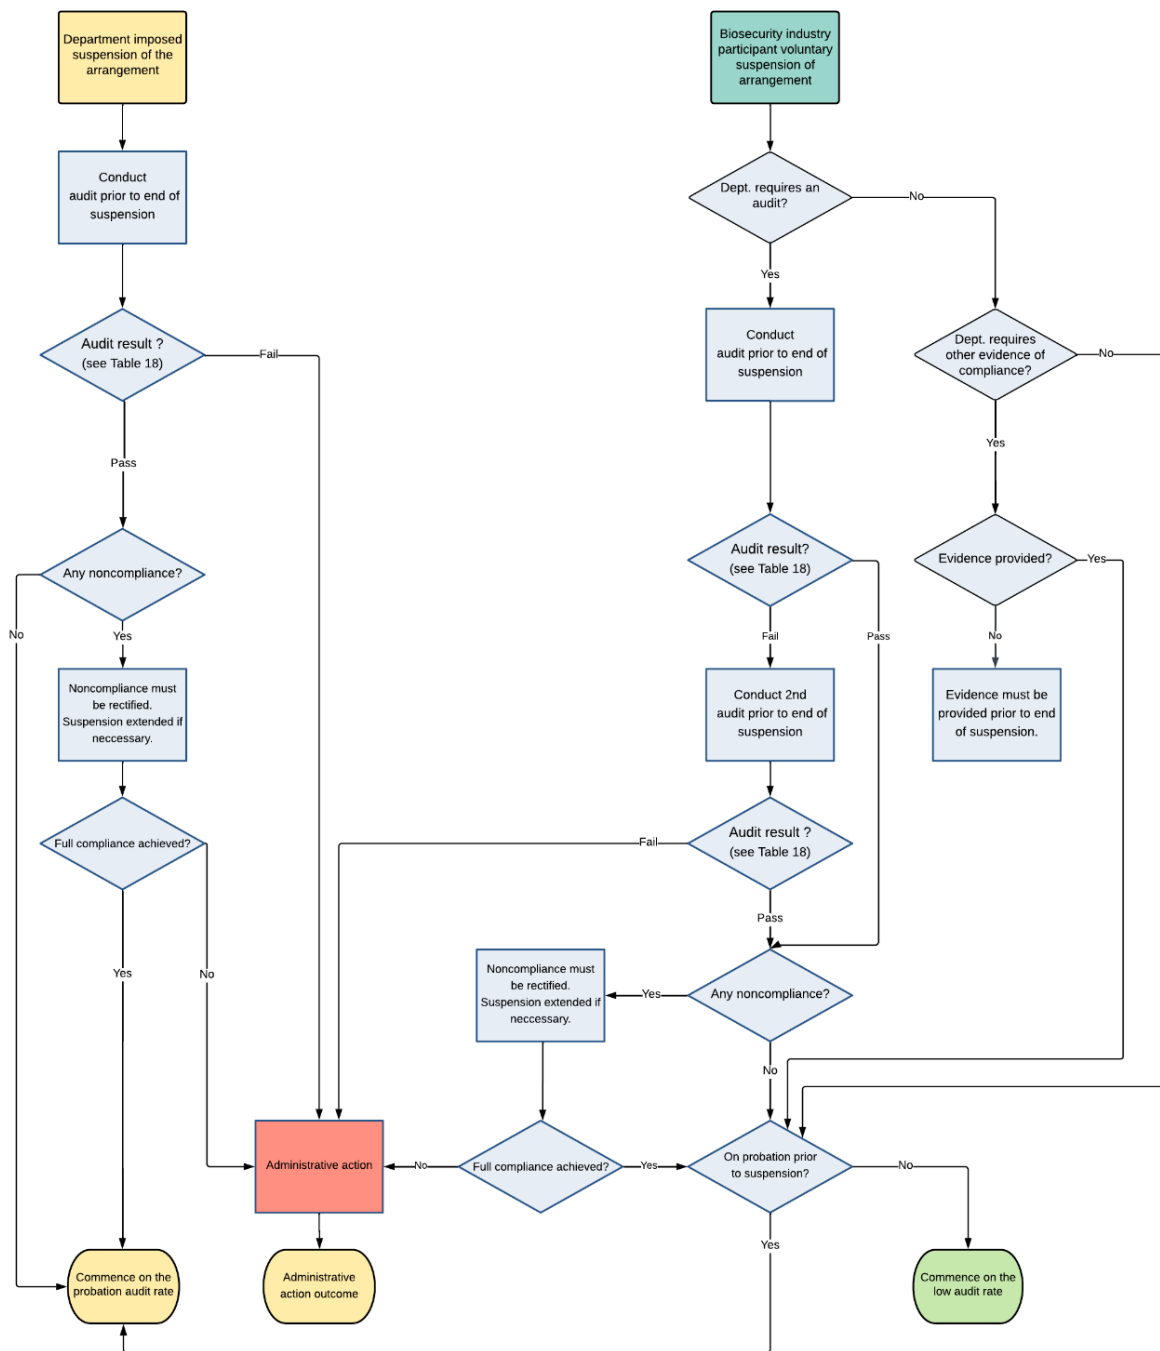 Department imposed
suspension of the
arrangement
Biosecurity industry
participant voluntary
suspension of
arrangement
Conduct
audit prior to end of
suspension
Dept. requires an
audit?
No
Yes
Audit result ?
(see Table 18)
Fail
Conduct
audit prior to end of
suspension
Dept. requires
other evidence of
compliance?
No
Yes
Pass
Any noncompliance?
No
Yes
Audit result?
(see Table 18)
Fail
Pass
Evidence provided?
Yes
No
Noncompliance must
be rectified.
Suspension extended if
neccessary.
Conduct 2nd
audit prior to end of
suspension
Evidence must be
provided prior to end
of suspension.
Full compliance achieved?
Yes
No
Audit result ?
(see Table 18)
Fail
Pass
Noncompliance must
be rectified.
Suspension extended if
neccessary.
Yes
Any noncompliance?
No
Administrative action
No
Full compliance achieved?
Yes
On probation prior
to suspension?
No
Yes
Commence on the
probation audit rate
Administrative
action outcome
Commence on the
low audit rate